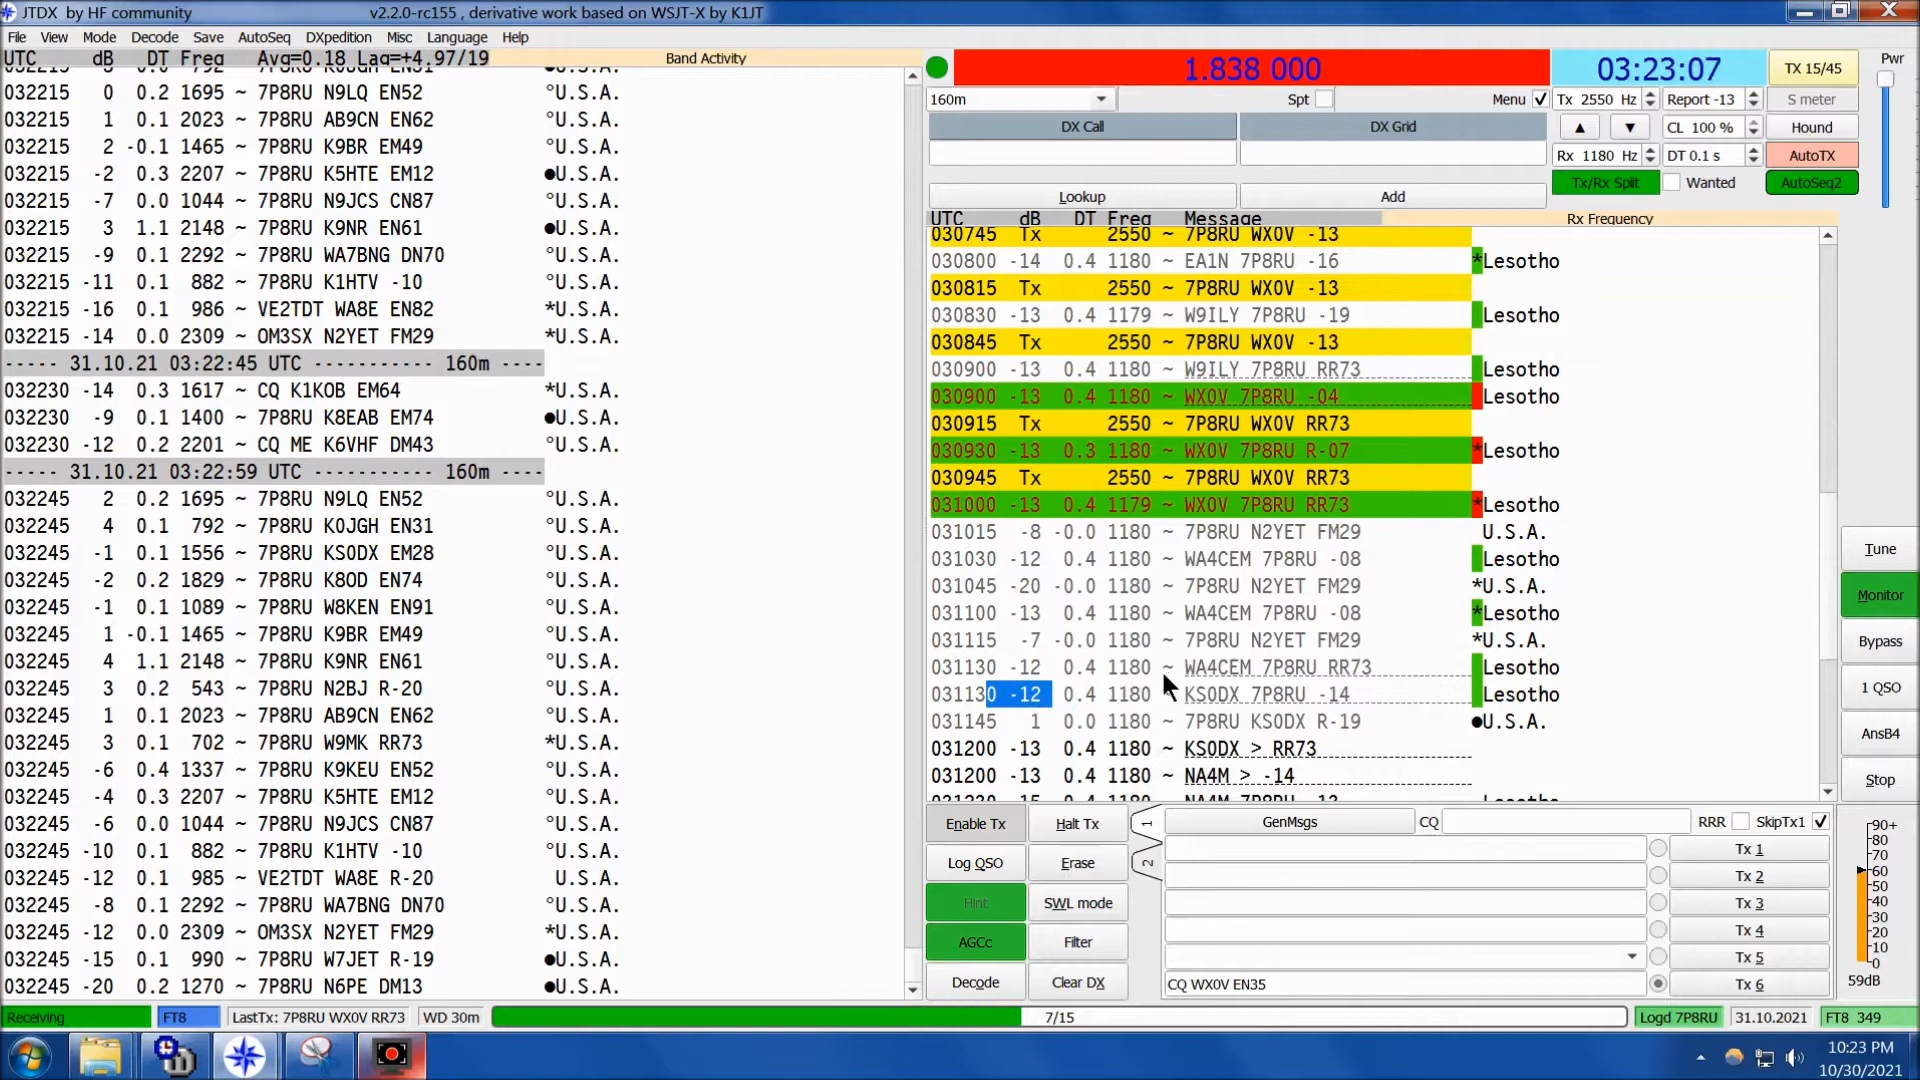 JTDX by HF community v2.2.0-rc155 , derivative work based on WSJT-X by K1JT
File View Mode Decode Save AutoSeq DXpedition Misc Language Help
UTC dB DT Freq Avg=0.18 Lag=+4.97/19 Band Activity
032215 0 0.2 1695 ~ 7P8RU N9LQ EN52 °U.S.A.
032215 1 0.1 2023 ~ 7P8RU AB9CN EN62 °U.S.A.
032215 2 -0.1 1465 ~ 7P8RU K9BR EM49 °U.S.A.
032215 -2 0.3 2207 ~ 7P8RU K5HTE EM12 ●U.S.A.
032215 -7 0.0 1044 ~ 7P8RU N9JCS CN87 °U.S.A.
032215 3 1.1 2148 ~ 7P8RU K9NR EN61 ●U.S.A.
032215 -9 0.1 2292 ~ 7P8RU WA7BNG DN70 °U.S.A.
032215 -11 0.1 882 ~ 7P8RU K1HTV -10 °U.S.A.
032215 -16 0.1 986 ~ VE2TDT WA8E EN82 *U.S.A.
032215 -14 0.0 2309 ~ OM3SX N2YET FM29 *U.S.A.
----- 31.10.21 03:22:45 UTC ----------- 160m ----
032230 -14 0.3 1617 ~ CQ K1KOB EM64 *U.S.A.
032230 -9 0.1 1400 ~ 7P8RU K8EAB EM74 ●U.S.A.
032230 -12 0.2 2201 ~ CQ ME K6VHF DM43 °U.S.A.
----- 31.10.21 03:22:59 UTC ----------- 160m ----
032245 2 0.2 1695 ~ 7P8RU N9LQ EN52 °U.S.A.
032245 4 0.1 792 ~ 7P8RU K0JGH EN31 °U.S.A.
032245 -1 0.1 1556 ~ 7P8RU KS0DX EM28 °U.S.A.
032245 -2 0.2 1829 ~ 7P8RU K8OD EN74 °U.S.A.
032245 -1 0.1 1089 ~ 7P8RU W8KEN EN91 °U.S.A.
032245 1 -0.1 1465 ~ 7P8RU K9BR EM49 °U.S.A.
032245 4 1.1 2148 ~ 7P8RU K9NR EN61 °U.S.A.
032245 3 0.2 543 ~ 7P8RU N2BJ R-20 °U.S.A.
032245 1 0.1 2023 ~ 7P8RU AB9CN EN62 °U.S.A.
032245 3 0.1 702 ~ 7P8RU W9MK RR73 *U.S.A.
032245 -6 0.4 1337 ~ 7P8RU K9KEU EN52 °U.S.A.
032245 -4 0.3 2207 ~ 7P8RU K5HTE EM12 °U.S.A.
032245 -6 0.0 1044 ~ 7P8RU N9JCS CN87 °U.S.A.
032245 -10 0.1 882 ~ 7P8RU K1HTV -10 °U.S.A.
032245 -12 0.1 985 ~ VE2TDT WA8E R-20 U.S.A.
032245 -8 0.1 2292 ~ 7P8RU WA7BNG DN70 °U.S.A.
032245 -12 0.0 2309 ~ OM3SX N2YET FM29 *U.S.A.
032245 -15 0.1 990 ~ 7P8RU W7JET R-19 ●U.S.A.
032245 -20 0.2 1270 ~ 7P8RU N6PE DM13 ●U.S.A.
1.838 000 03:23:07 TX 15/45 Pwr
160m Spt Menu Tx 2550 Hz Report -13 S meter
DX Call DX Grid CL 100 % Hound
Rx 1180 Hz DT 0.1 s AutoTX
Tx/Rx Split Wanted AutoSeq2
Lookup Add
UTC dB DT Freq Message Rx Frequency
030745 Tx 2550 ~ 7P8RU WX0V -13
030800 -14 0.4 1180 ~ EA1N 7P8RU -16 *Lesotho
030815 Tx 2550 ~ 7P8RU WX0V -13
030830 -13 0.4 1179 ~ W9ILY 7P8RU -19 Lesotho
030845 Tx 2550 ~ 7P8RU WX0V -13
030900 -13 0.4 1180 ~ W9ILY 7P8RU RR73 Lesotho
030900 -13 0.4 1180 ~ WX0V 7P8RU -04 Lesotho
030915 Tx 2550 ~ 7P8RU WX0V RR73
030930 -13 0.3 1180 ~ WX0V 7P8RU R-07 *Lesotho
030945 Tx 2550 ~ 7P8RU WX0V RR73
031000 -13 0.4 1179 ~ WX0V 7P8RU RR73 *Lesotho
031015 -8 -0.0 1180 ~ 7P8RU N2YET FM29 U.S.A.
031030 -12 0.4 1180 ~ WA4CEM 7P8RU -08 Lesotho
031045 -20 -0.0 1180 ~ 7P8RU N2YET FM29 *U.S.A.
031100 -13 0.4 1180 ~ WA4CEM 7P8RU -08 *Lesotho
031115 -7 -0.0 1180 ~ 7P8RU N2YET FM29 *U.S.A.
031130 -12 0.4 1180 ~ WA4CEM 7P8RU RR73 Lesotho
031130 -12 0.4 1180 ~ KS0DX 7P8RU -14 Lesotho
031145 1 0.0 1180 ~ 7P8RU KS0DX R-19 ●U.S.A.
031200 -13 0.4 1180 ~ KS0DX > RR73
031200 -13 0.4 1180 ~ NA4M > -14
Tune
Monitor
Bypass
1 QSO
AnsB4
Stop
Enable Tx Halt Tx 1 GenMsgs CQ RRR SkipTx1
Log QSO Erase 2
Hint SWL mode
AGCc Filter
Decode Clear DX
Tx 1
Tx 2
Tx 3
Tx 4
Tx 5
CQ WX0V EN35 Tx 6
90+
80
70
60
50
40
30
20
10
0
59dB
Receiving FT8 LastTx: 7P8RU WX0V RR73 WD 30m 7/15 Logd 7P8RU 31.10.2021 FT8 349
10:23 PM
10/30/2021